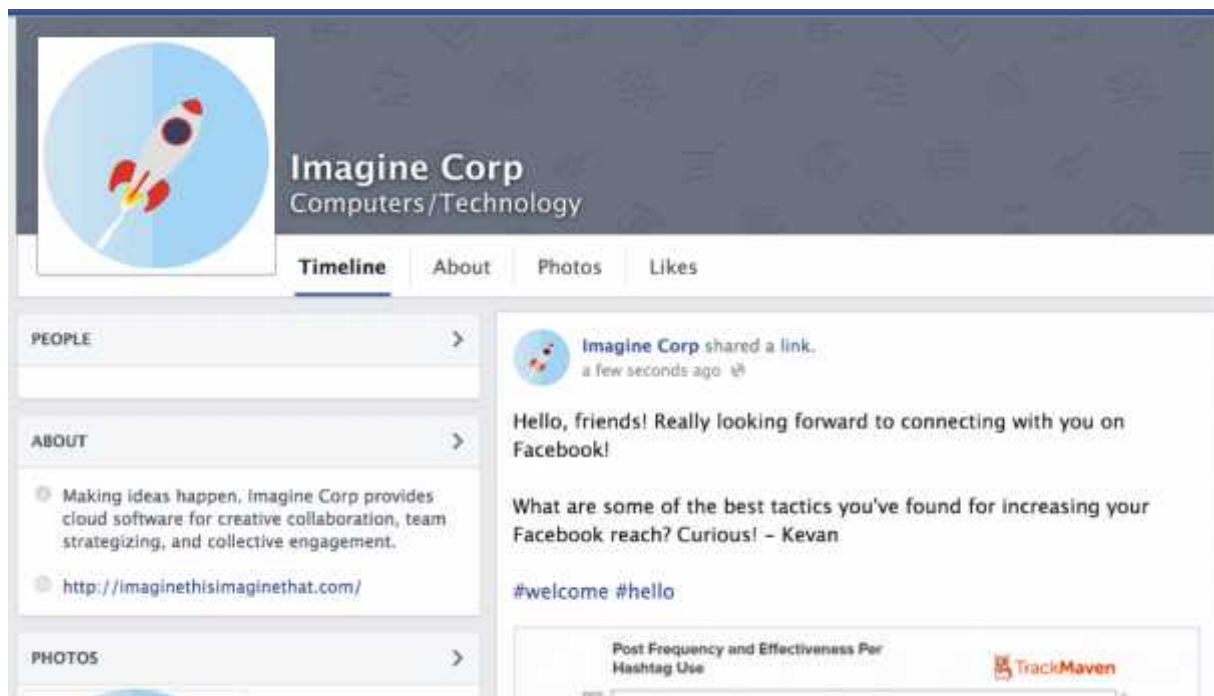 Imagine Corp
Computers/Technology
Timeline About Photos Likes
PEOPLE
ABOUT
Making ideas happen. Imagine Corp provides
cloud software for creative collaboration, team
strategizing, and collective engagement.
http://imaginethisimaginethat.com/
PHOTOS
Imagine Corp shared a link.
a few seconds ago
Hello, friends! Really looking forward to connecting with you on
Facebook!
What are some of the best tactics you've found for increasing your
Facebook reach? Curious! – Kevan
#welcome #hello
Post Frequency and Effectiveness Per
Hashtag Use
TrackMaven